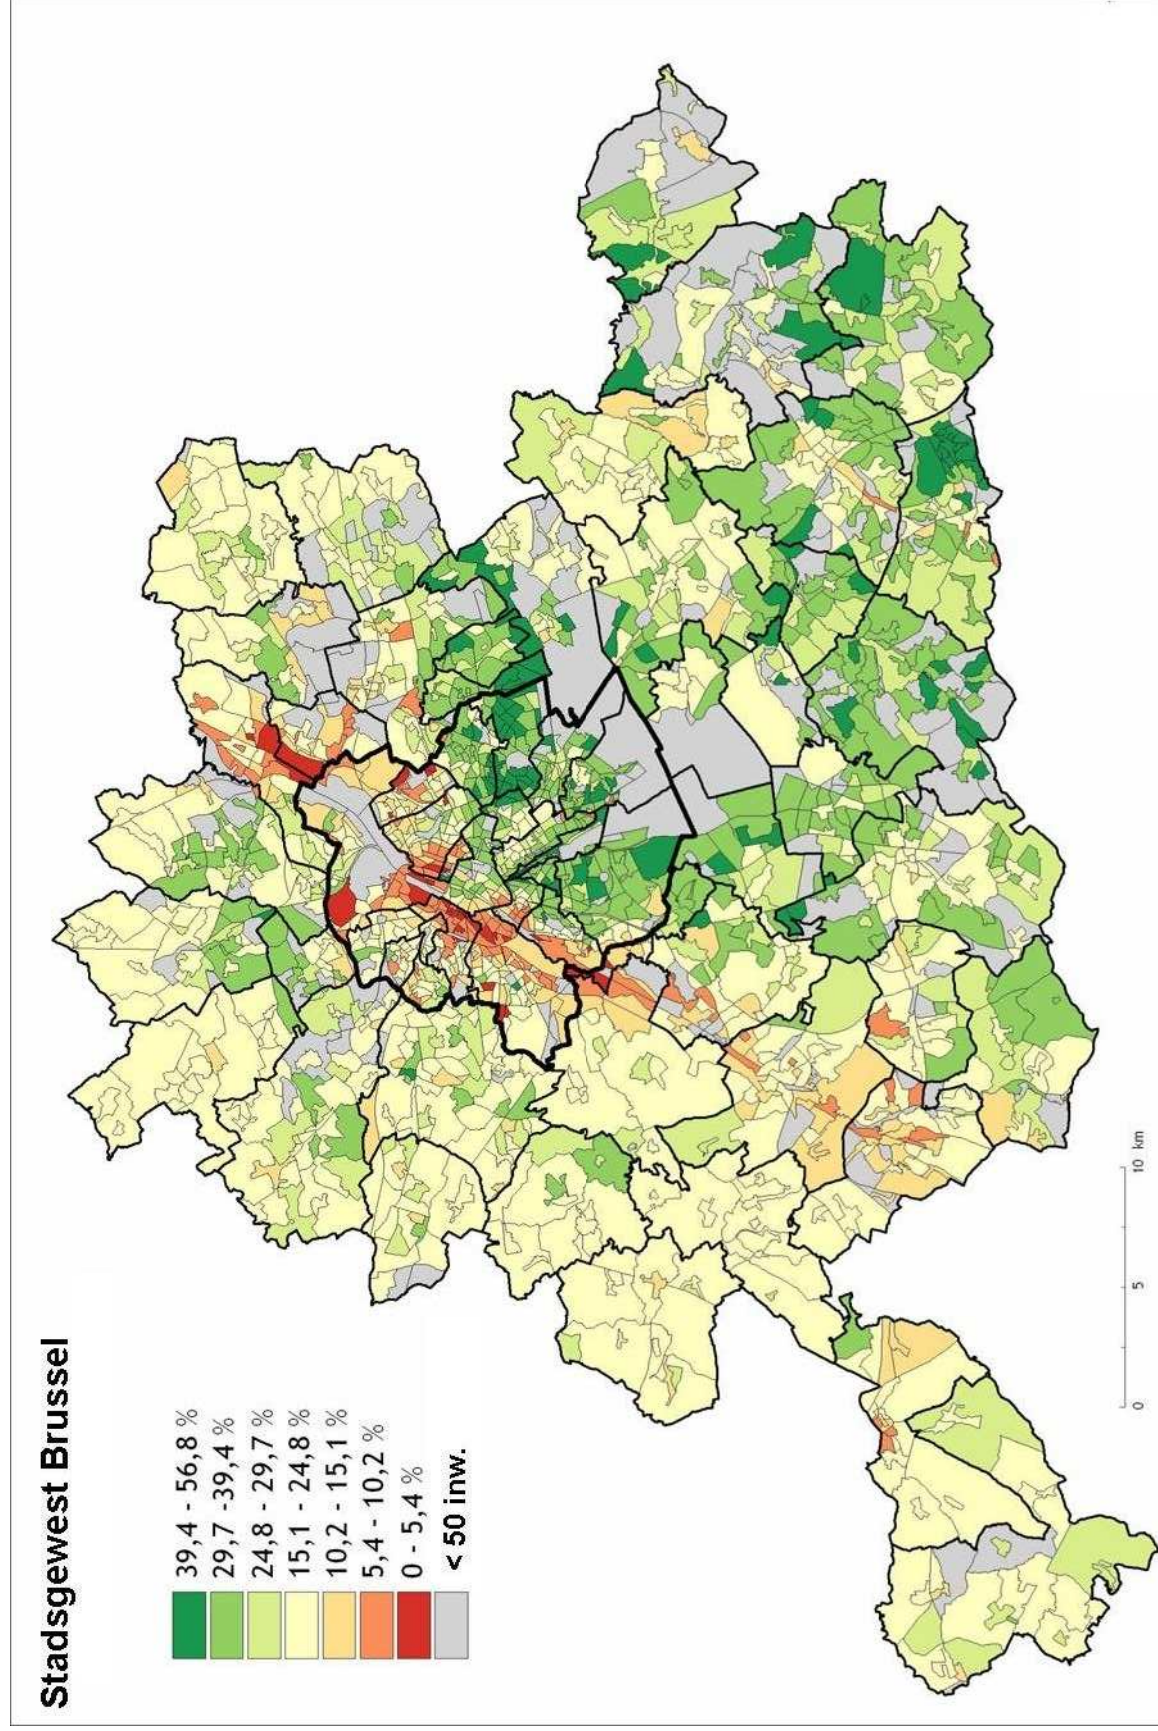 Stadsgewest Brussel
39,4 - 56,8 %
29,7 -39,4 %
24,8 - 29,7 %
15,1 - 24,8 %
10,2 - 15,1 %
5,4 - 10,2 %
0 - 5,4 %
< 50 inw.
0 5 10 km